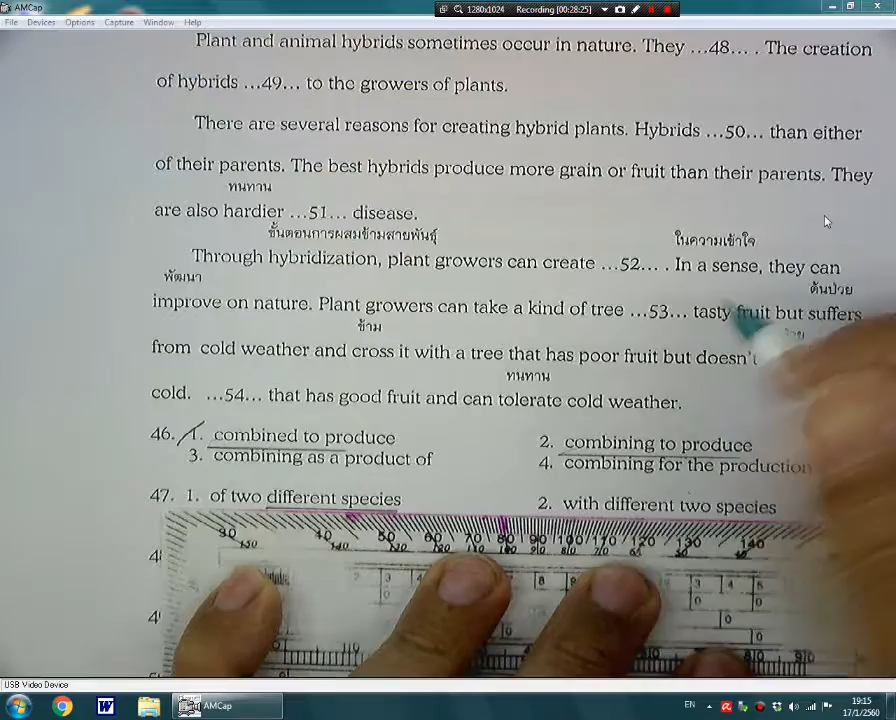 AMCap
1280x1024 Recording [00:28:25]
File Devices Options Capture Window Help
Plant and animal hybrids sometimes occur in nature. They ...48... . The creation
of hybrids ...49... to the growers of plants.
There are several reasons for creating hybrid plants. Hybrids ...50... than either
of their parents. The best hybrids produce more grain or fruit than their parents. They
ทนทาน
are also hardier ...51... disease.
ขั้นตอนการผสมข้ามสายพันธุ์ ในความเข้าใจ
Through hybridization, plant growers can create ...52... . In a sense, they can
พัฒนา ต้นป่วย
improve on nature. Plant growers can take a kind of tree ...53... tasty fruit but suffers
ข้าม
from cold weather and cross it with a tree that has poor fruit but doesn't
ทนทาน
cold. ...54... that has good fruit and can tolerate cold weather.
46. 1. combined to produce 2. combining to produce
3. combining as a product of 4. combining for the production
47. 1. of two different species 2. with different two species
USB Video Device
AMCap EN 19:15
17/1/2560